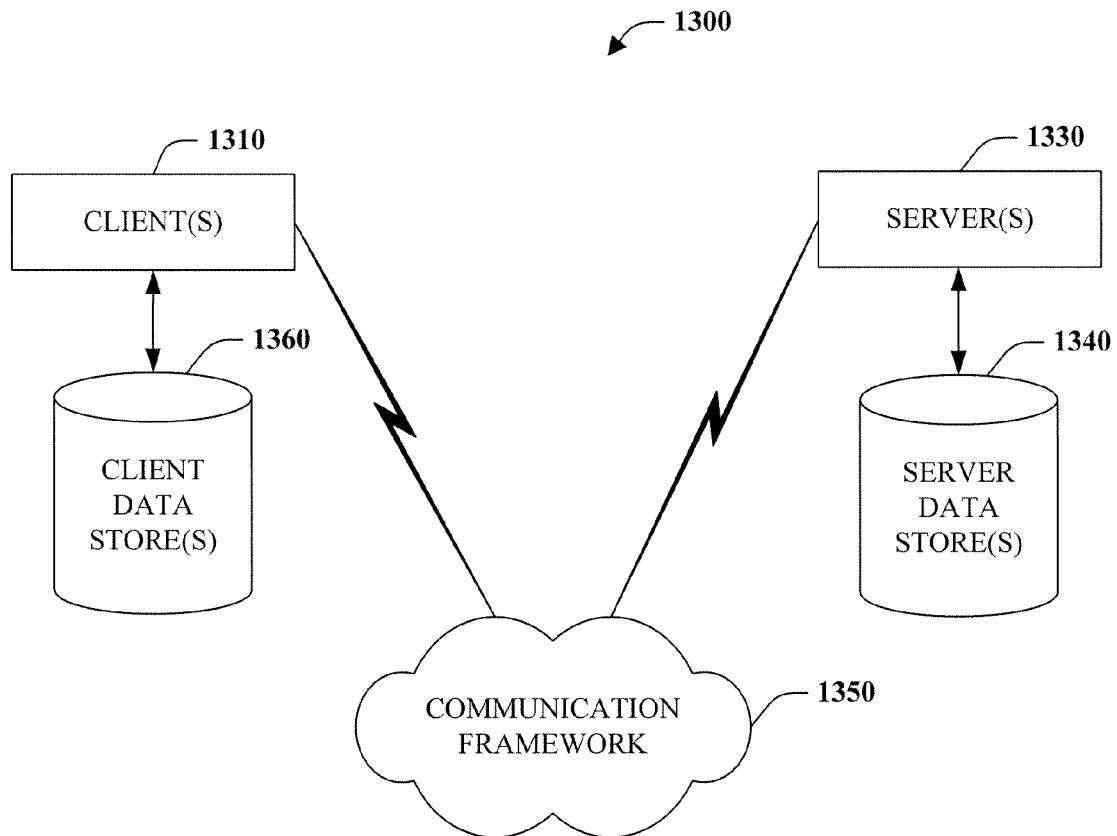 1300
1310
1330
CLIENT(S)
SERVER(S)
1360
1340
CLIENT
DATA
STORE(S)
SERVER
DATA
STORE(S)
1350
COMMUNICATION
FRAMEWORK